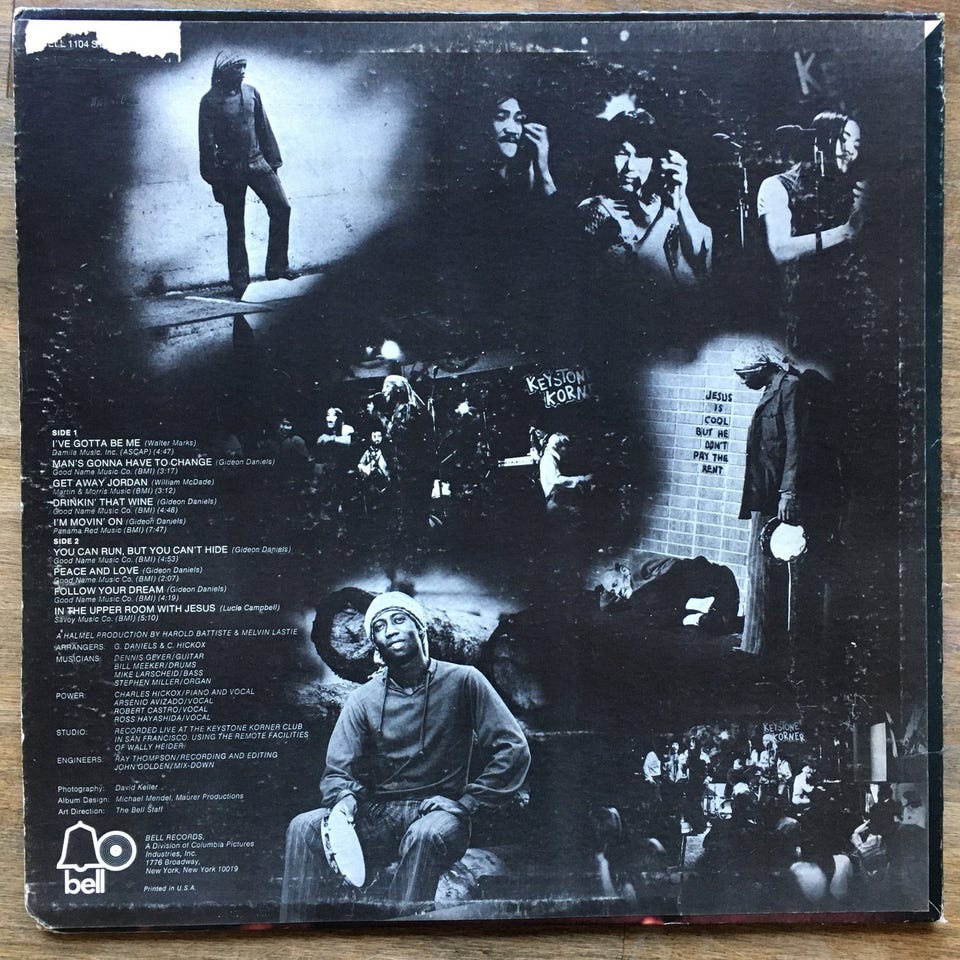 BELL 1104
KEYSTON
KORN
JESUS
IS
COOL
BUT HE
DON'T
PAY THE
RENT
SIDE 1
I'VE GOTTA BE ME (Walter Marks)
Damila Music, Inc. (ASCAP) (4:47)
MAN'S GONNA HAVE TO CHANGE (Gideon Daniels)
Good Name Music Co. (BMI) (3:17)
GET AWAY JORDAN (William McDade)
Martin & Morris Music (BMI) (3:12)
DRINKIN' THAT WINE (Gideon Daniels)
Good Name Music Co. (BMI) (4:48)
I'M MOVIN' ON (Gideon Daniels)
Panama Red Music (BMI) (7:47)
SIDE 2
YOU CAN RUN, BUT YOU CAN'T HIDE (Gideon Daniels)
Good Name Music Co. (BMI) (4:53)
PEACE AND LOVE (Gideon Daniels)
Good Name Music Co. (BMI) (2:07)
FOLLOW YOUR DREAM (Gideon Daniels)
Good Name Music Co. (BMI) (4:19)
IN THE UPPER ROOM WITH JESUS (Lucie Campbell)
Savoy Music Co. (BMI) (5:10)
A HALMEL PRODUCTION BY HAROLD BATTISTE & MELVIN LASTIE
ARRANGERS: G. DANIELS & C. HICKOX
MUSICIANS: DENNIS GEYER/GUITAR
BILL MEEKER/DRUMS
MIKE LARSCHEID/BASS
STEPHEN MILLER/ORGAN
POWER: CHARLES HICKOX/PIANO AND VOCAL
ARSENIO AVIZADO/VOCAL
ROBERT CASTRO/VOCAL
ROSS HAYASHIDA/VOCAL
STUDIO: RECORDED LIVE AT THE KEYSTONE KORNER CLUB
IN SAN FRANCISCO. USING THE REMOTE FACILITIES
OF WALLY HEIDER
ENGINEERS: RAY THOMPSON/RECORDING AND EDITING
JOHN GOLDEN/MIX-DOWN
Photography: David Keller
Album Design: Michael Mendel, Maurer Productions
Art Direction: The Bell Staff
bell
BELL RECORDS,
A Division of Columbia Pictures
Industries, Inc.
1776 Broadway,
New York, New York 10019
Printed in U.S.A.
KEYSTONE
KORNER